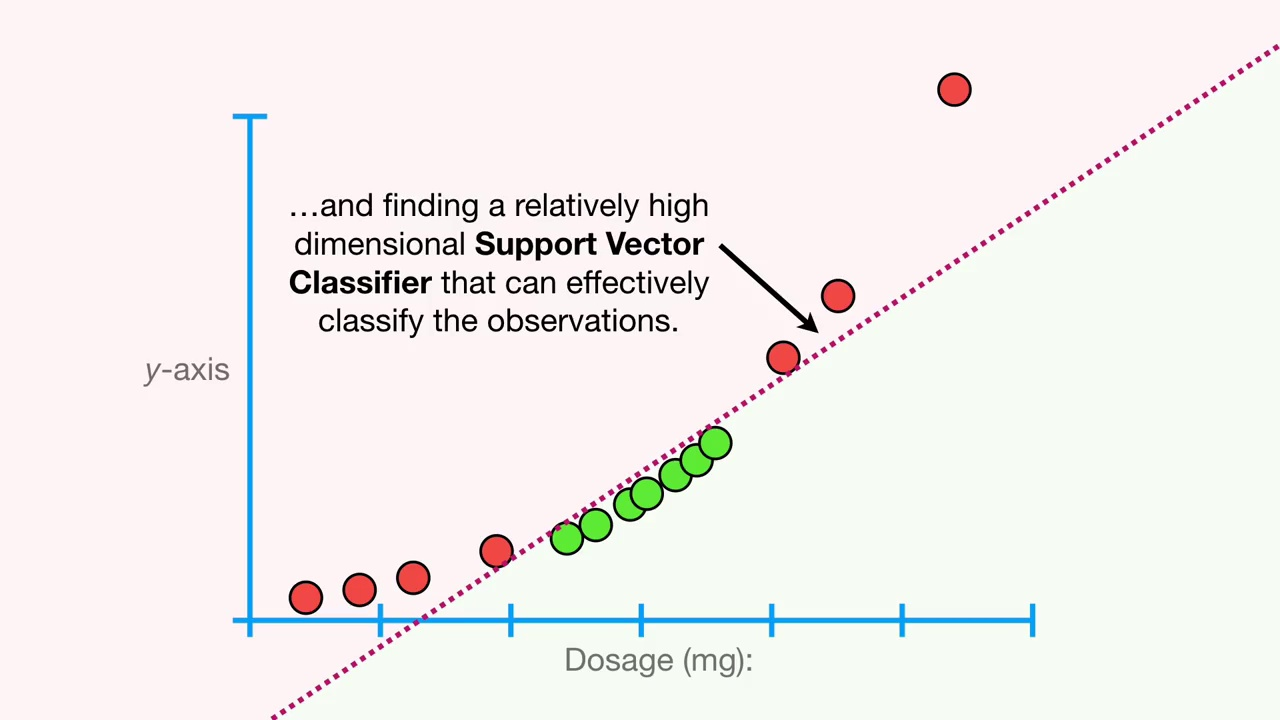 …and finding a relatively high
dimensional Support Vector
Classifier that can effectively
classify the observations.
y-axis
Dosage (mg):